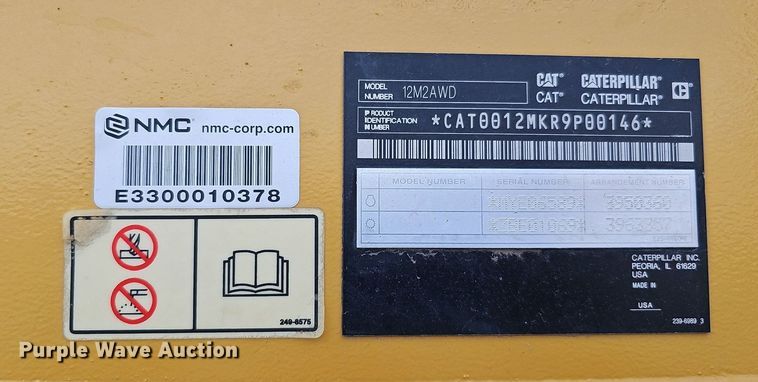 NMC® nmc-corp.com
E3300010378
249-8575
MODEL NUMBER 12M2AWD
CAT® CATERPILLAR®
CAT® CATERPILLAR®
PRODUCT IDENTIFICATION NUMBER *CAT0012MKR9P00146*
MODEL NUMBER SERIAL NUMBER ARRANGEMENT NUMBER
CATERPILLAR INC.
PEORIA, IL 61629
MADE IN
USA
239-6989 3
Purple Wave Auction